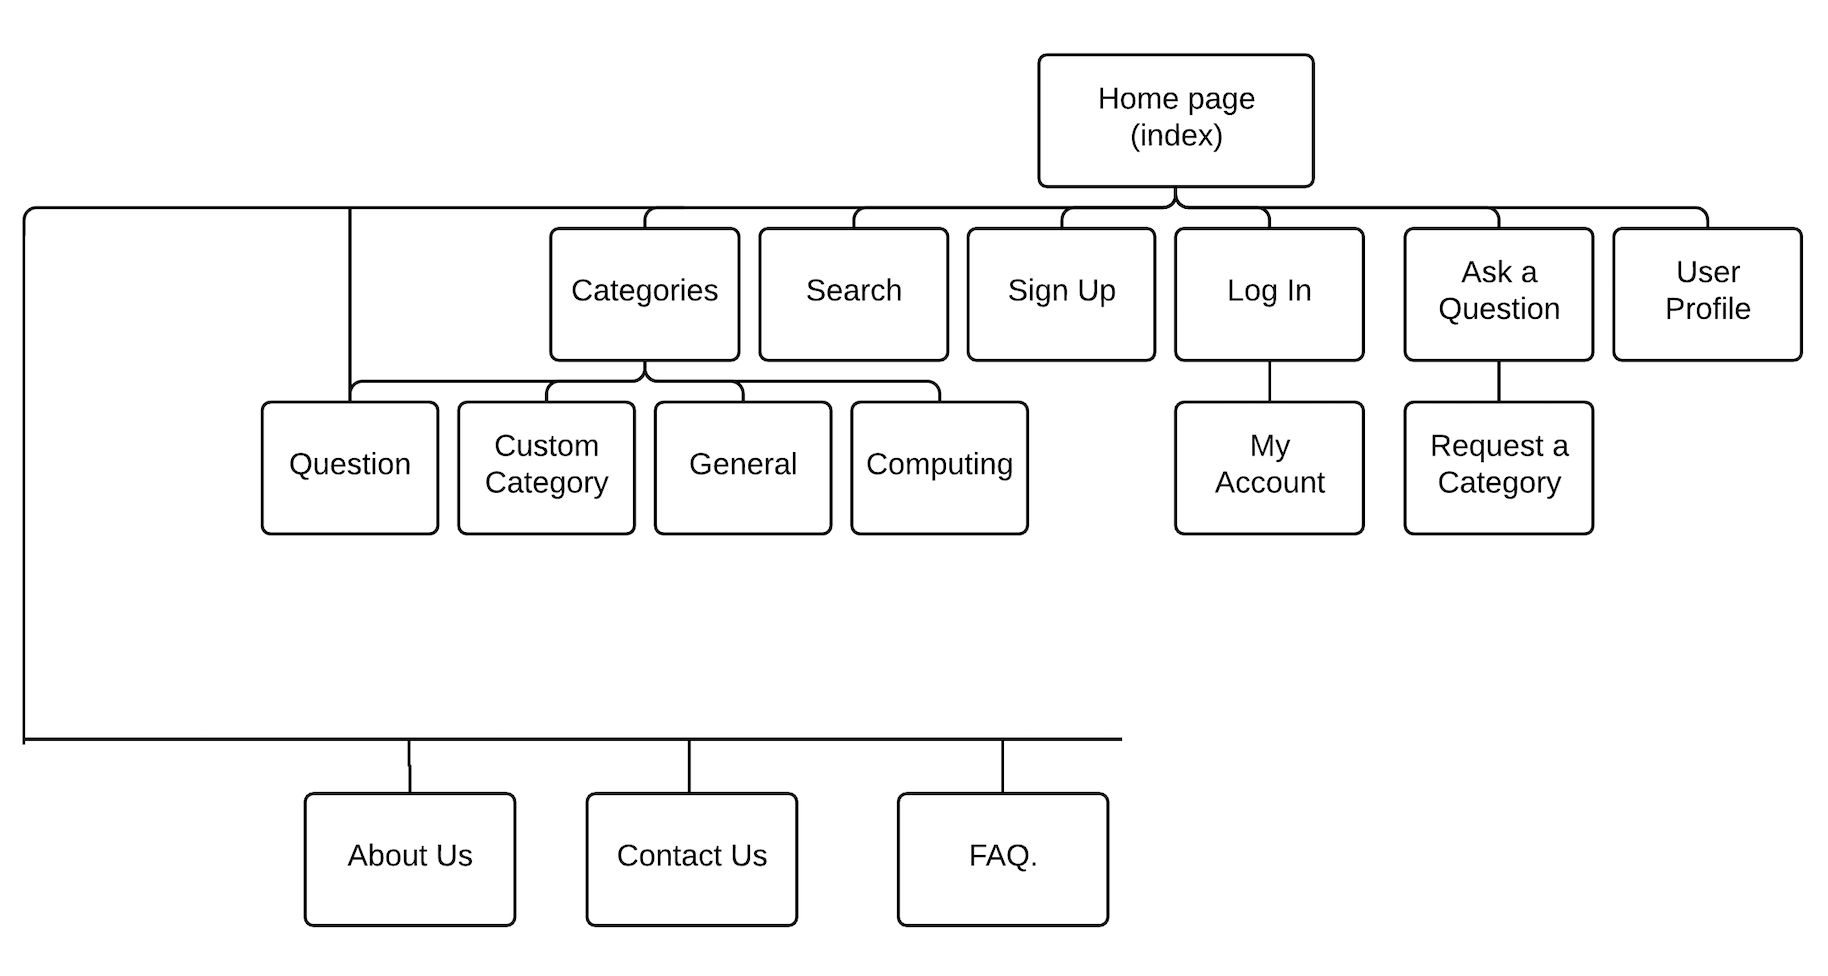 Home page
(index)
Categories
Search
Sign Up
Log In
Ask a
Question
User
Profile
Question
Custom
Category
General
Computing
My
Account
Request a
Category
About Us
Contact Us
FAQ.